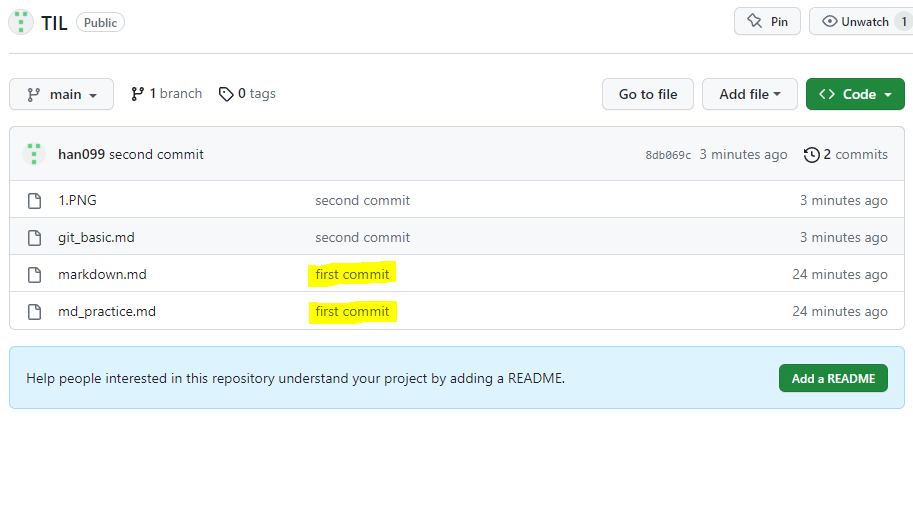 TIL Public Pin Unwatch 1
main 1 branch 0 tags Go to file Add file <> Code
han099 second commit 8db069c 3 minutes ago 2 commits
1.PNG second commit 3 minutes ago
git_basic.md second commit 3 minutes ago
markdown.md first commit 24 minutes ago
md_practice.md first commit 24 minutes ago
Help people interested in this repository understand your project by adding a README. Add a README